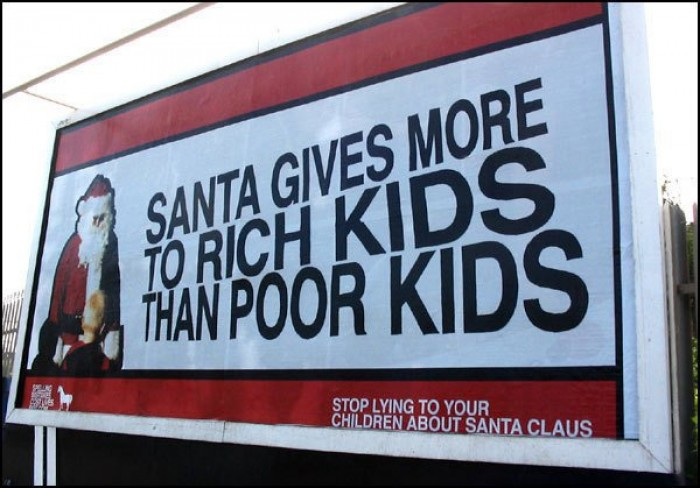 SANTA GIVES MORE
TO RICH KIDS
THAN POOR KIDS
STOP LYING TO YOUR
CHILDREN ABOUT SANTA CLAUS